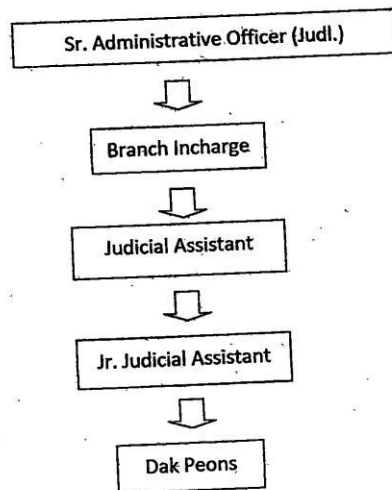 Sr. Administrative Officer (Judl.)
Branch Incharge
Judicial Assistant
Jr. Judicial Assistant
Dak Peons